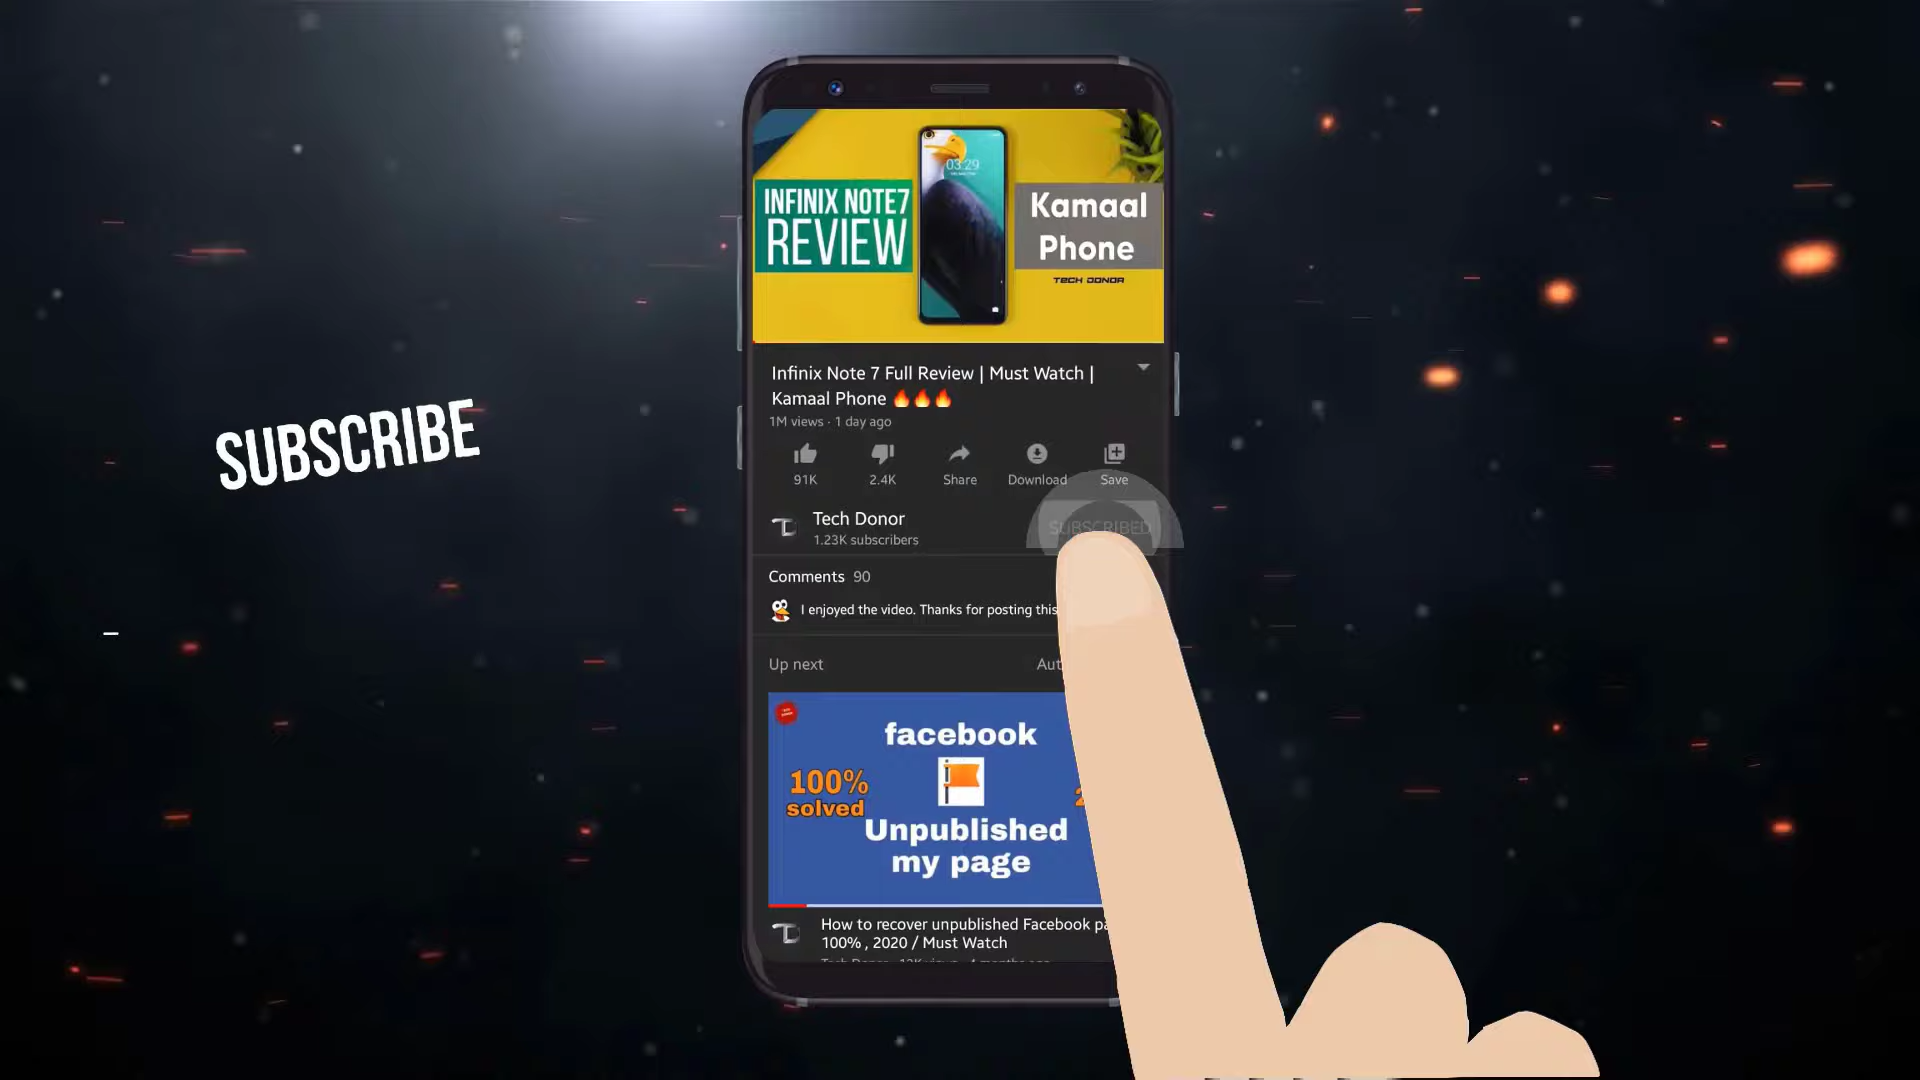 INFINIX NOTE7
REVIEW
03:29
Kamaal
Phone
TECH DONOR
Infinix Note 7 Full Review | Must Watch |
Kamaal Phone 🔥🔥🔥
1M views · 1 day ago
91K
2.4K
Share
Download
Save
SUBSCRIBE
Tech Donor
SUBSCRIBED
1.23K subscribers
Comments 90
I enjoyed the video. Thanks for posting this
Up next
Aut
facebook
100%
solved
2
Unpublished
my page
How to recover unpublished Facebook pa
100% , 2020 / Must Watch